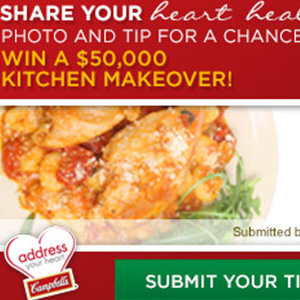 SHARE YOUR heart heal
PHOTO AND TIP FOR A CHANCE
WIN A $50,000
KITCHEN MAKEOVER!
Submitted b
address
your heart
Campbell's
SUBMIT YOUR TI